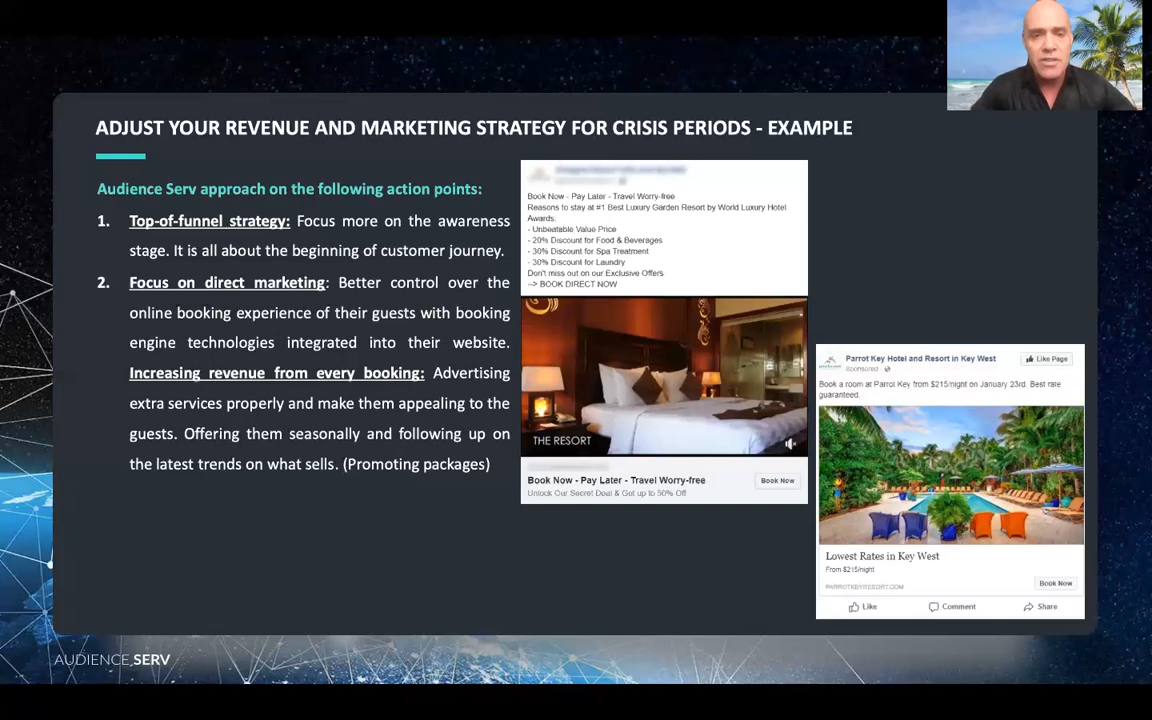 ADJUST YOUR REVENUE AND MARKETING STRATEGY FOR CRISIS PERIODS - EXAMPLE
Audience Serv approach on the following action points:
1. Top-of-funnel strategy: Focus more on the awareness
stage. It is all about the beginning of customer journey.
2. Focus on direct marketing: Better control over the
online booking experience of their guests with booking
engine technologies integrated into their website.
Increasing revenue from every booking: Advertising
extra services properly and make them appealing to the
guests. Offering them seasonally and following up on
the latest trends on what sells. (Promoting packages)
Book Now - Pay Later - Travel Worry-free
Reasons to stay at #1 Best Luxury Garden Resort by World Luxury Hotel
Awards.
- Unbeatable Value Price
- 20% Discount for Food & Beverages
- 30% Discount for Spa Treatment
- 30% Discount for Laundry
Don't miss out on our Exclusive Offers
--> BOOK DIRECT NOW
THE RESORT
Book Now - Pay Later - Travel Worry-free
Book Now
Unlock Our Secret Deal & Get up to 50% Off
Parrot Key Hotel and Resort in Key West
Like Page
Sponsored
Book a room at Parrot Key from $215/night on January 23rd. Best rate
guaranteed.
Lowest Rates in Key West
From $215/night
Book Now
PARROTKEYRESORT.COM
Like Comment Share
AUDIENCE SERV